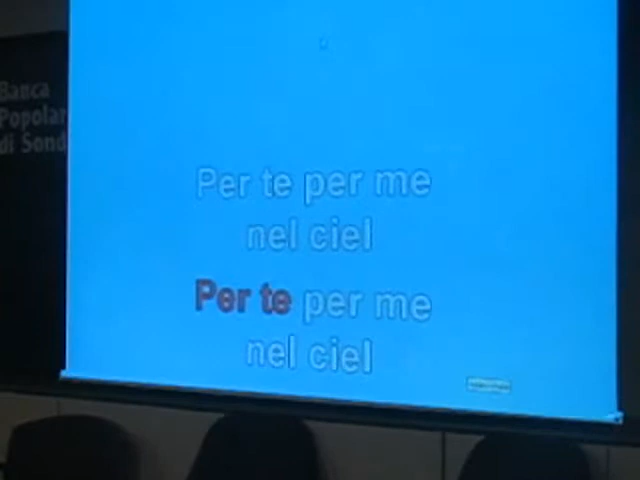 Banca
Popolar
di Sond
Per te per me
nel ciel
Per te per me
nel ciel